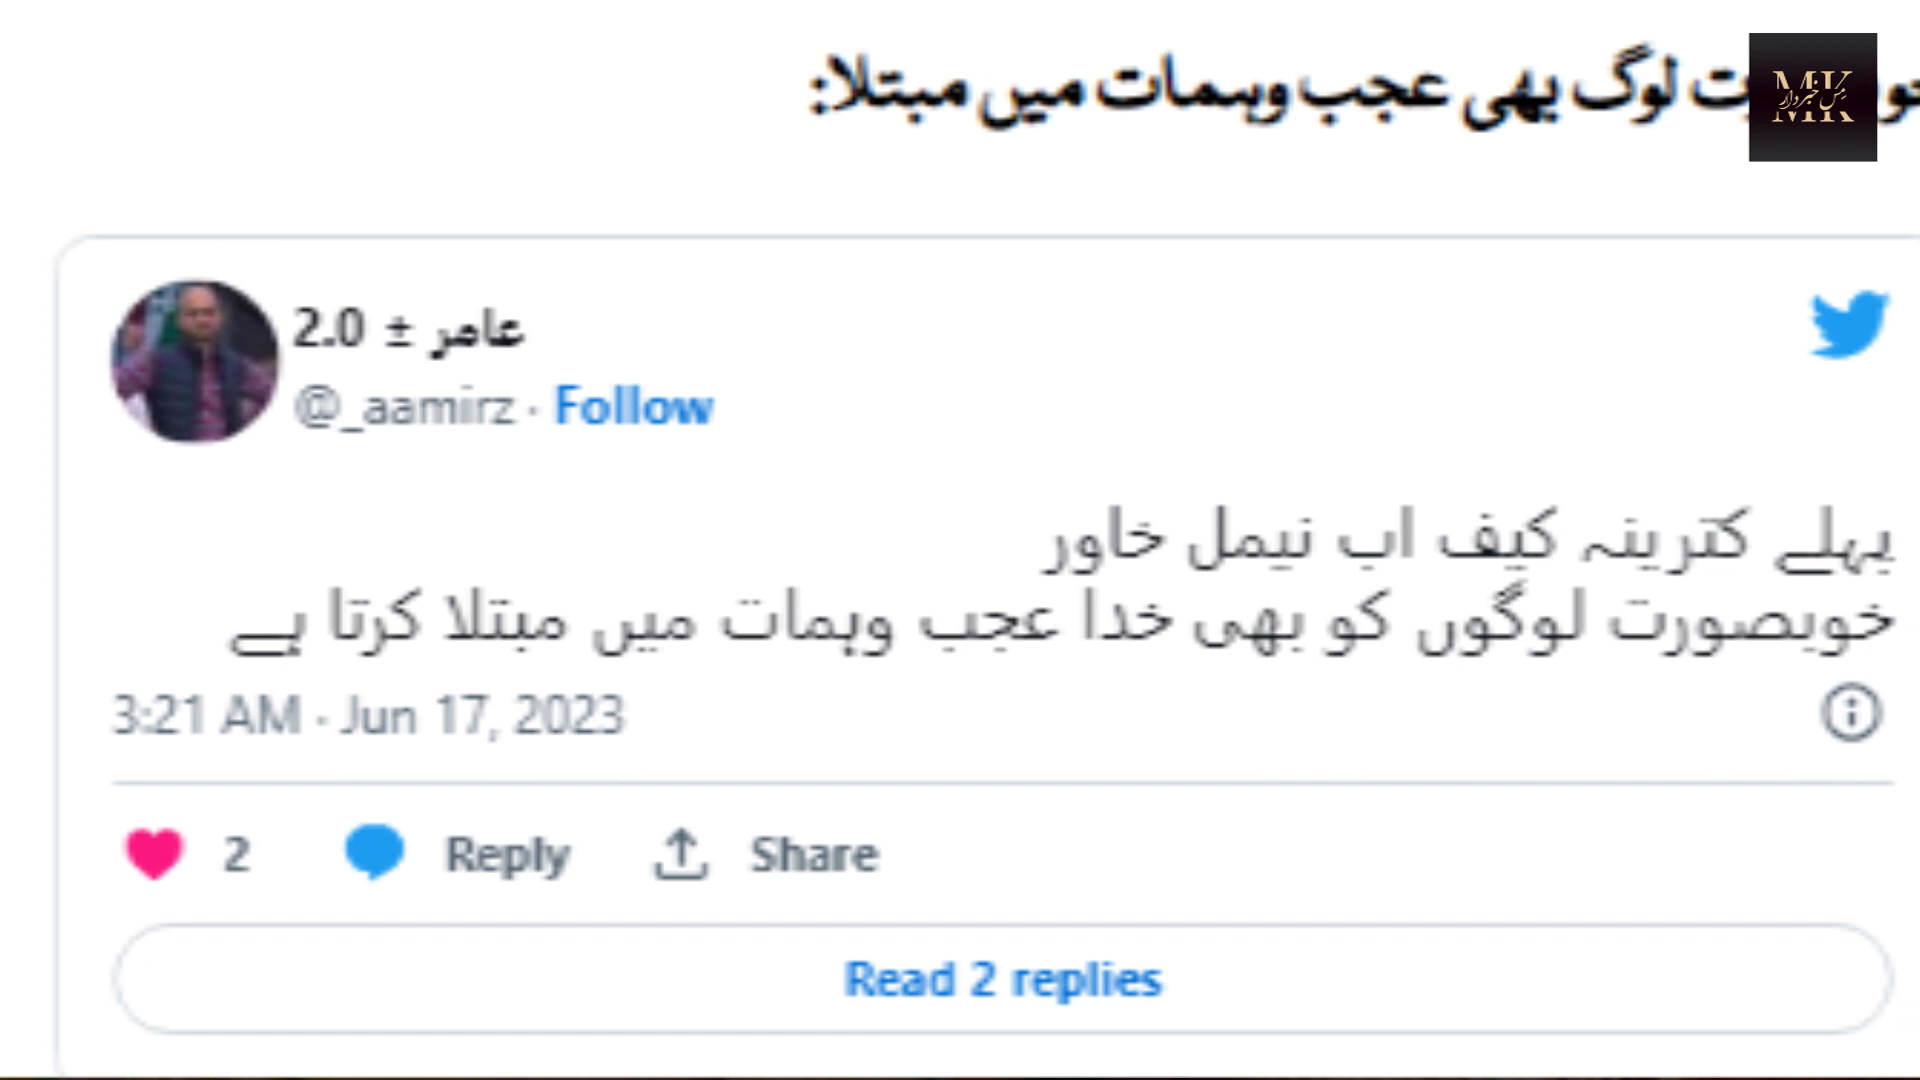 لوگ بھی عجب وہمات میں مبتلا:
MK
مس خبردار
عامر ± 2.0
@_aamirz · Follow
پہلے کترینہ کیف اب نیمل خاور
خوبصورت لوگوں کو بھی خدا عجب وہمات میں مبتلا کرتا ہے
3:21 AM · Jun 17, 2023
2 Reply Share
Read 2 replies